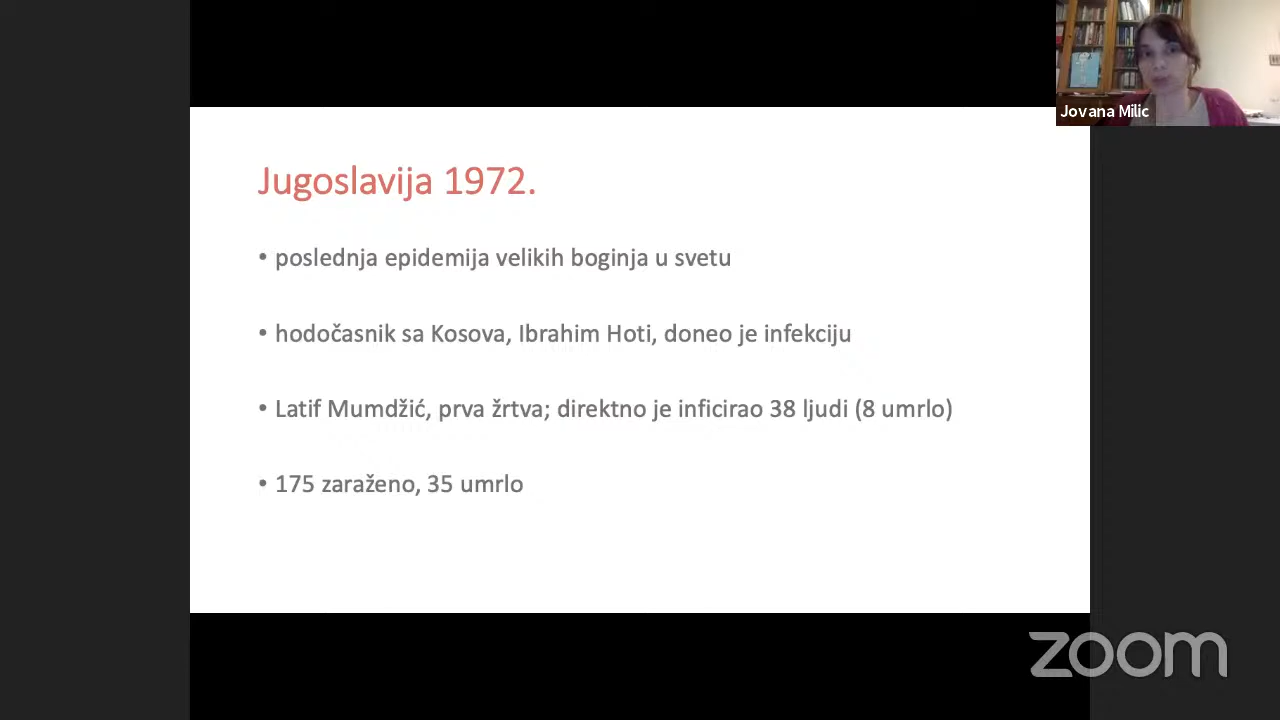 Jovana Milic
Jugoslavija 1972.
• poslednja epidemija velikih boginja u svetu
• hodočasnik sa Kosova, Ibrahim Hoti, doneo je infekciju
• Latif Mumdžić, prva žrtva; direktno je inficirao 38 ljudi (8 umrlo)
• 175 zaraženo, 35 umrlo
zoom